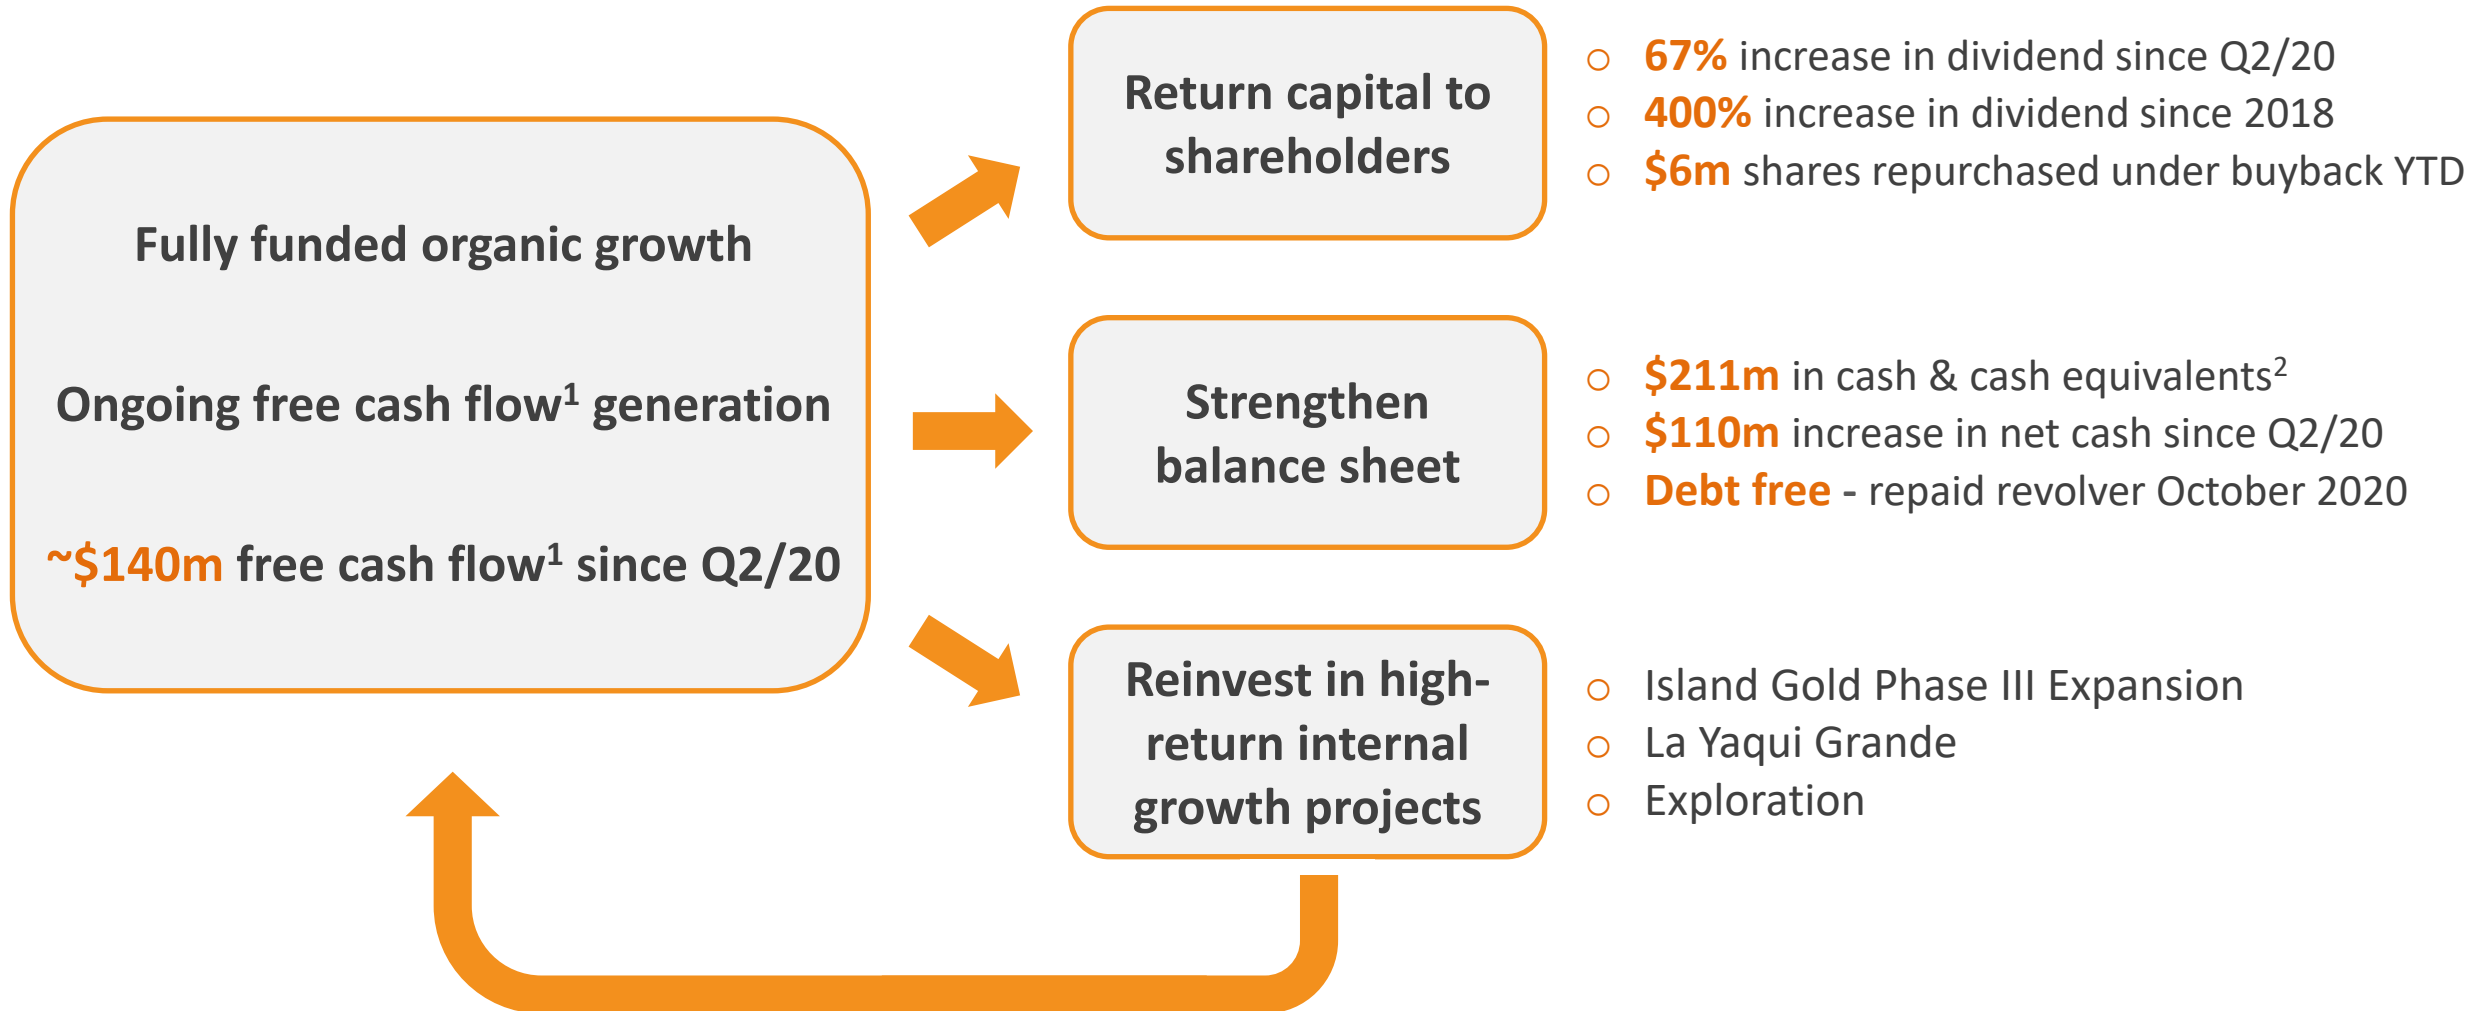 Fully funded organic growth
Ongoing free cash flow¹ generation
~$140m free cash flow¹ since Q2/20
Return capital to
shareholders
67% increase in dividend since Q2/20
400% increase in dividend since 2018
$6m shares repurchased under buyback YTD
Strengthen
balance sheet
$211m in cash & cash equivalents²
$110m increase in net cash since Q2/20
Debt free - repaid revolver October 2020
Reinvest in high-
return internal
growth projects
Island Gold Phase III Expansion
La Yaqui Grande
Exploration